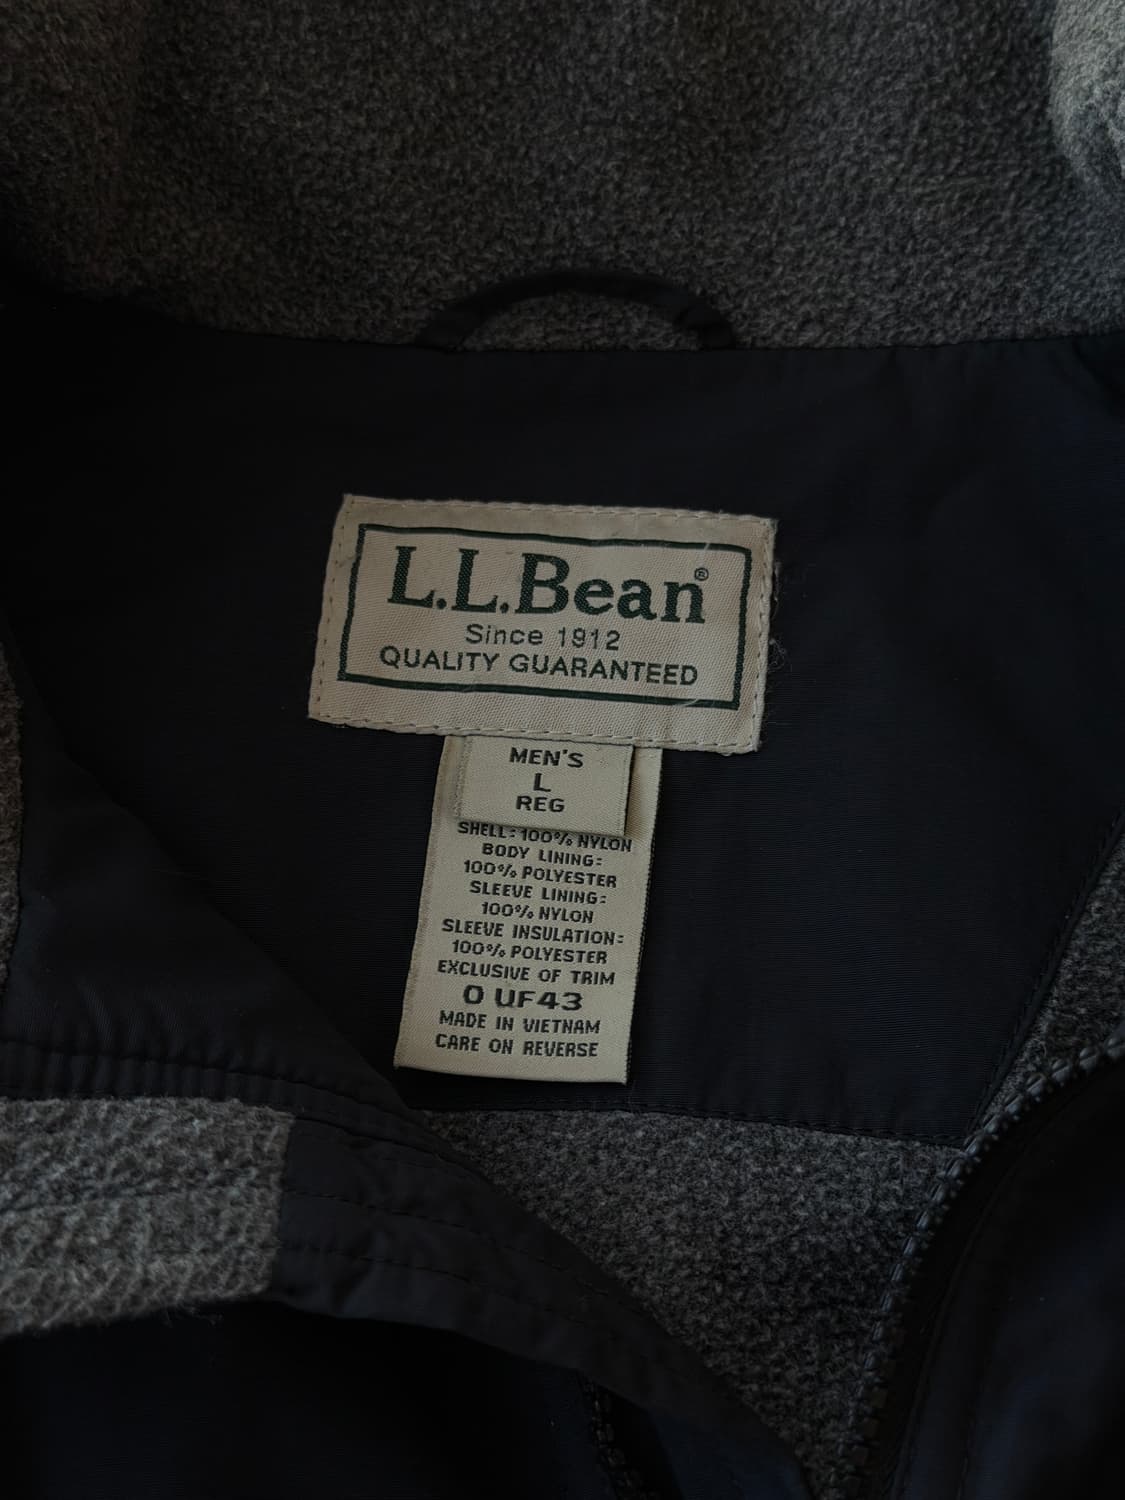 L.L.Bean®
Since 1912
QUALITY GUARANTEED
MEN'S
L
REG
SHELL: 100% NYLON
BODY LINING:
100% POLYESTER
SLEEVE LINING:
100% NYLON
SLEEVE INSULATION:
100% POLYESTER
EXCLUSIVE OF TRIM
0 UF43
MADE IN VIETNAM
CARE ON REVERSE